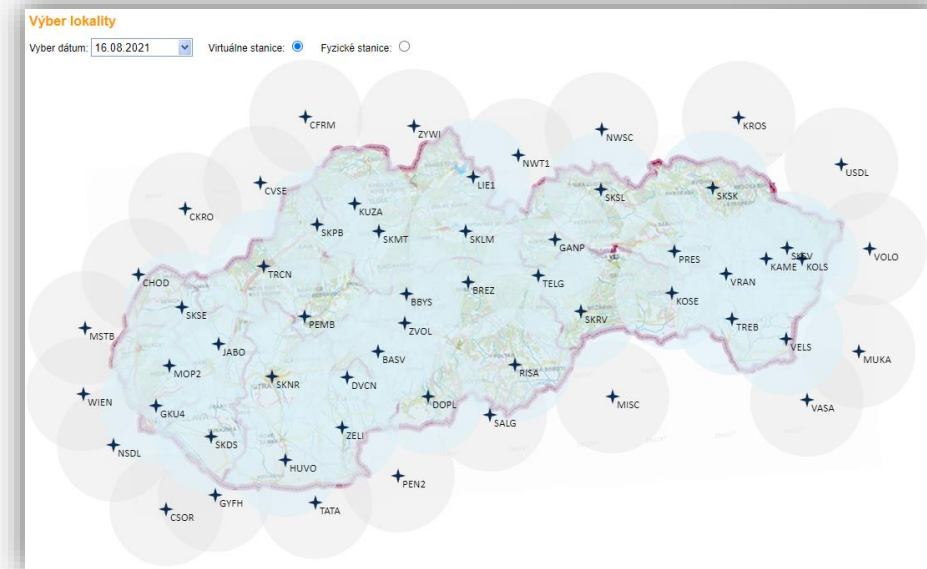 Výber lokality
Vyber dátum: 16.08.2021 Virtuálne stanice: Fyzické stanice:
CFRM
KROS
ZYWI
NWSC
NWT1
USDL
LIE1
CVSE
SKSL
SKSK
KUZA
CKRO
SKPB
SKMT
SKLM
GANP
PRES
SKSV
VOLO
KAME
KOLS
TRCN
CHOD
TELG
VRAN
BREZ
BBYS
KOSE
SKSE
SKRV
PEMB
ZVOL
TREB
MSTB
JABO
VELS
BASV
MUKA
MOP2
RISA
SKNR
DVCN
WIEN
DOPL
MISC
VASA
GKU4
SALG
ZELI
SKDS
NSDL
HUVO
PEN2
GYFH
TATA
CSOR